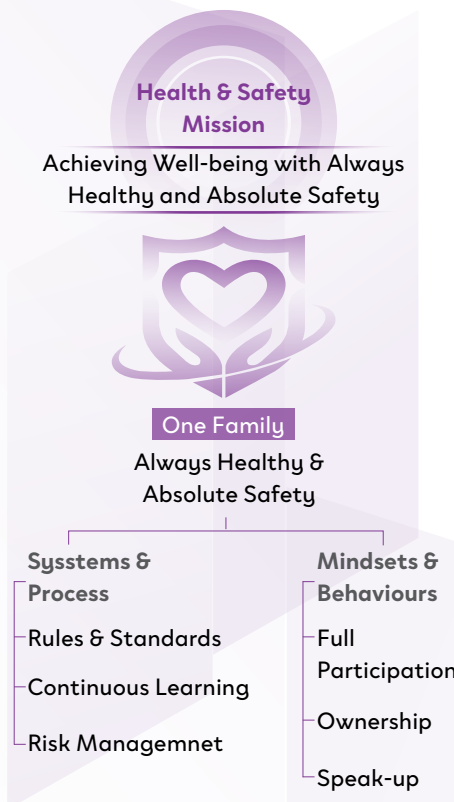 Health & Safety
Mission
Achieving Well-being with Always
Healthy and Absolute Safety
One Family
Always Healthy &
Absolute Safety
Sysstems &
Process
Rules & Standards
Continuous Learning
Risk Managemnet
Mindsets &
Behaviours
Full
Participation
Ownership
Speak-up